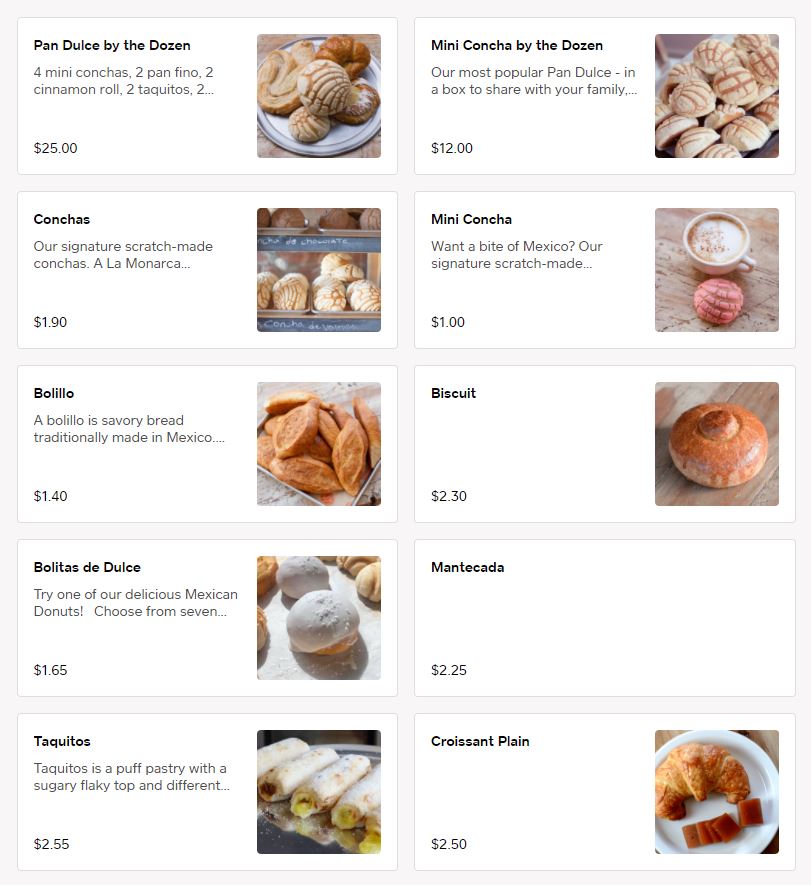 Pan Dulce by the Dozen
4 mini conchas, 2 pan fino, 2
cinnamon roll, 2 taquitos, 2...
$25.00
Mini Concha by the Dozen
Our most popular Pan Dulce - in
a box to share with your family,...
$12.00
Conchas
Our signature scratch-made
conchas. A La Monarca...
$1.90
concha de chocolate
Concha de
Mini Concha
Want a bite of Mexico? Our
signature scratch-made...
$1.00
Bolillo
A bolillo is savory bread
traditionally made in Mexico....
$1.40
Biscuit
$2.30
Bolitas de Dulce
Try one of our delicious Mexican
Donuts!   Choose from seven...
$1.65
Mantecada
$2.25
Taquitos
Taquitos is a puff pastry with a
sugary flaky top and different...
$2.55
Croissant Plain
$2.50